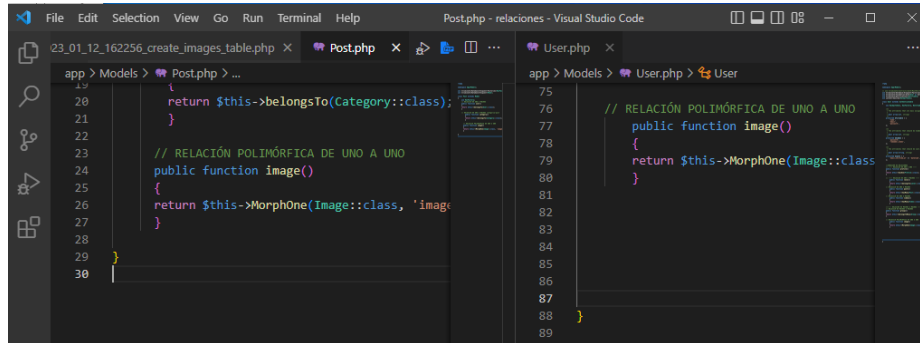 File Edit Selection View Go Run Terminal Help Post.php - relaciones - Visual Studio Code
23_01_12_162256_create_images_table.php Post.php
app > Models > Post.php > ...
19 {
20 return $this->belongsTo(Category::class);
21 }
22
23 // RELACIÓN POLIMÓRFICA DE UNO A UNO
24 public function image()
25 {
26 return $this->MorphOne(Image::class, 'image
27 }
28
29 }
30
User.php
app > Models > User.php > User
75
76 // RELACIÓN POLIMÓRFICA DE UNO A UNO
77 public function image()
78 {
79 return $this->MorphOne(Image::class
80 }
81
82
83
84
85
86
87
88 }
89